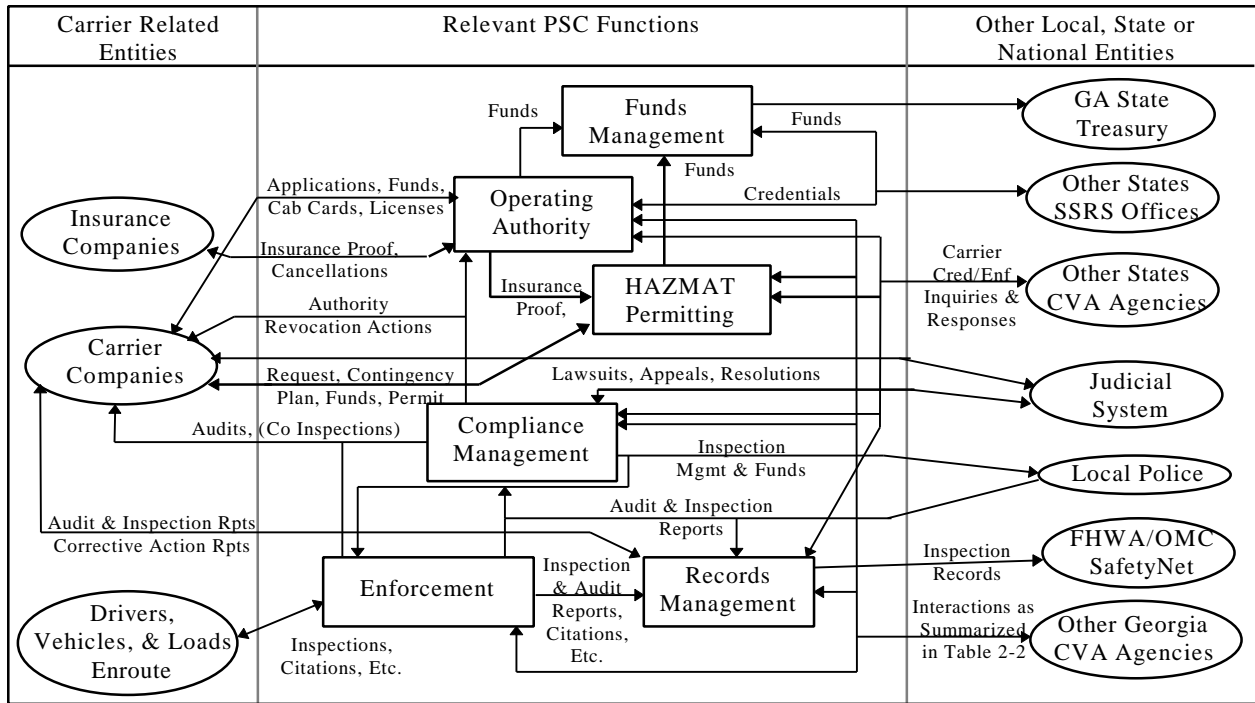 Carrier Related
Entities
Relevant PSC Functions
Other Local, State or
National Entities
Funds
Management
Funds
Funds
Funds
GA State
Treasury
Applications, Funds,
Cab Cards, Licenses
Operating
Authority
Credentials
Other States
SSRS Offices
Insurance
Companies
Insurance Proof,
Cancellations
Insurance
Proof,
HAZMAT
Permitting
Carrier
Cred/Enf
Inquiries &
Responses
Other States
CVA Agencies
Authority
Revocation Actions
Carrier
Companies
Request, Contingency
Plan, Funds, Permit
Lawsuits, Appeals, Resolutions
Judicial
System
Audits, (Co Inspections)
Compliance
Management
Inspection
Mgmt & Funds
Local Police
Audit & Inspection Rpts
Corrective Action Rpts
Audit & Inspection
Reports
Enforcement
Inspection
& Audit
Reports,
Citations,
Etc.
Records
Management
Inspection
Records
FHWA/OMC
SafetyNet
Drivers,
Vehicles, & Loads
Enroute
Inspections,
Citations, Etc.
Interactions as
Summarized
in Table 2-2
Other Georgia
CVA Agencies